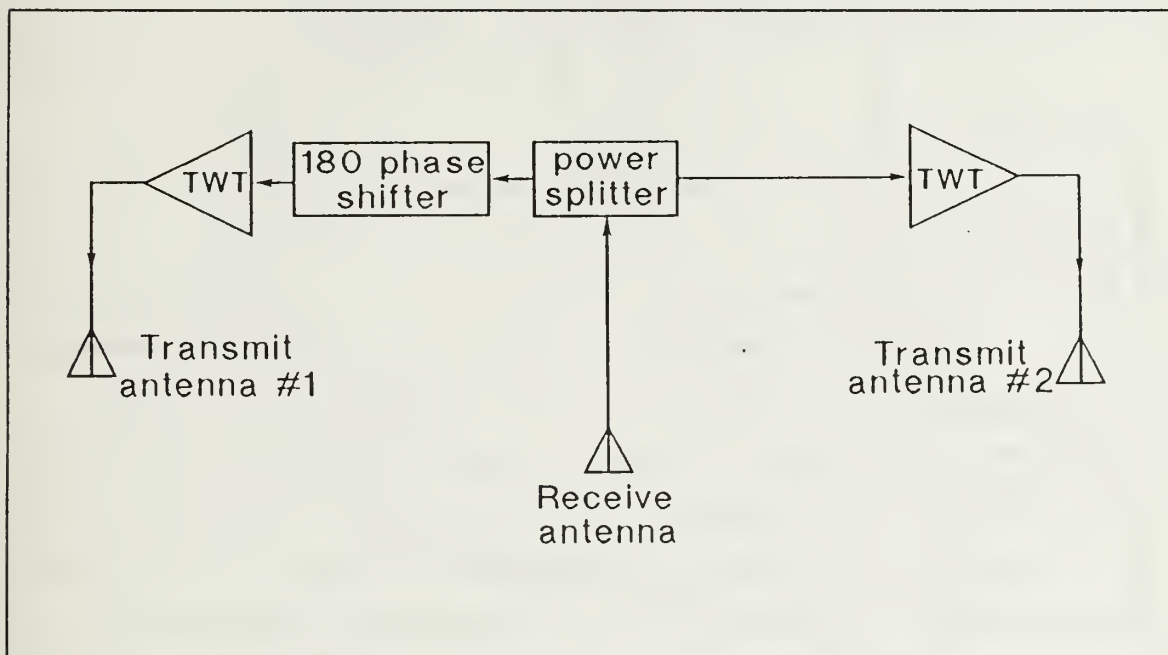 TWT
180 phase
shifter
power
splitter
TWT
Transmit
antenna #1
Transmit
antenna #2
Receive
antenna